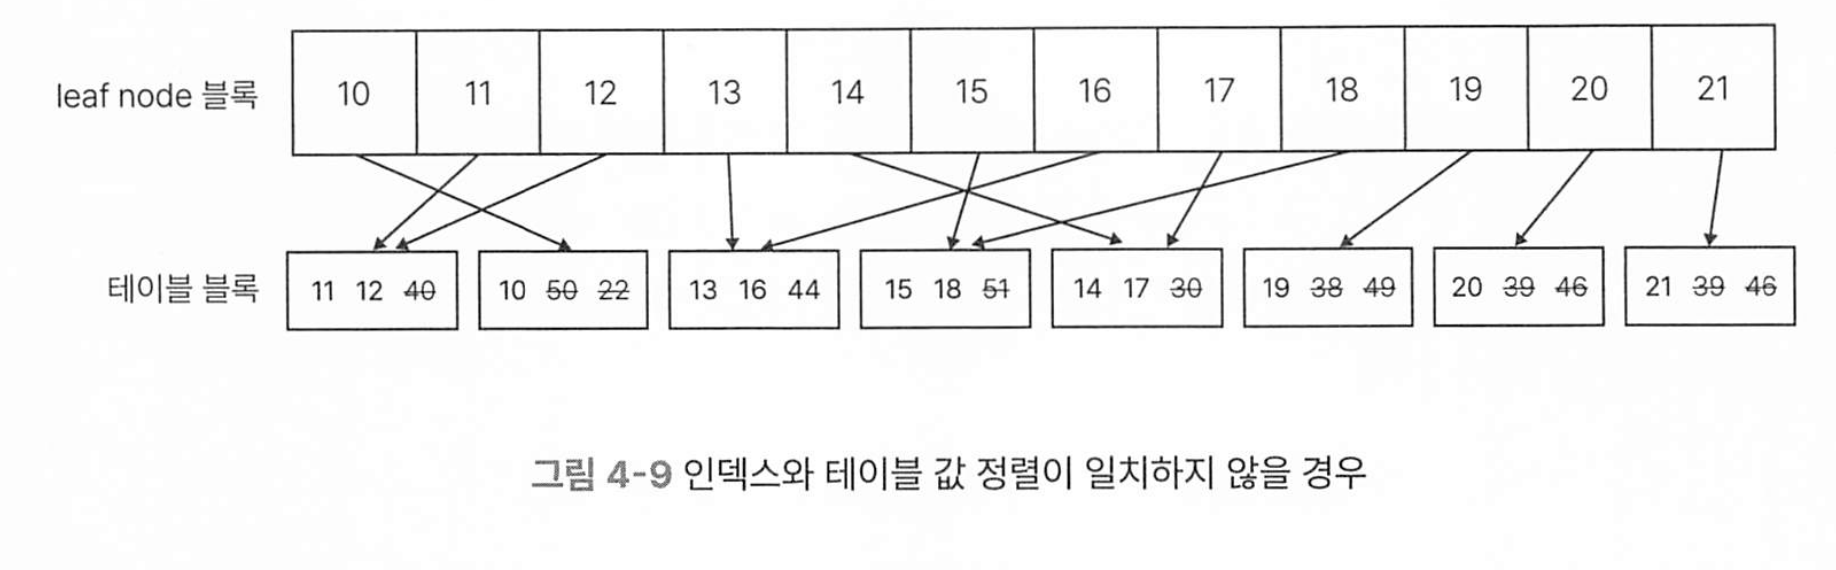 leaf node 블록 10 11 12 13 14 15 16 17 18 19 20 21
테이블 블록 11 12 40 10 50 22 13 16 44 15 18 51 14 17 30 19 38 49 20 39 46 21 39 46
그림 4-9 인덱스와 테이블 값 정렬이 일치하지 않을 경우